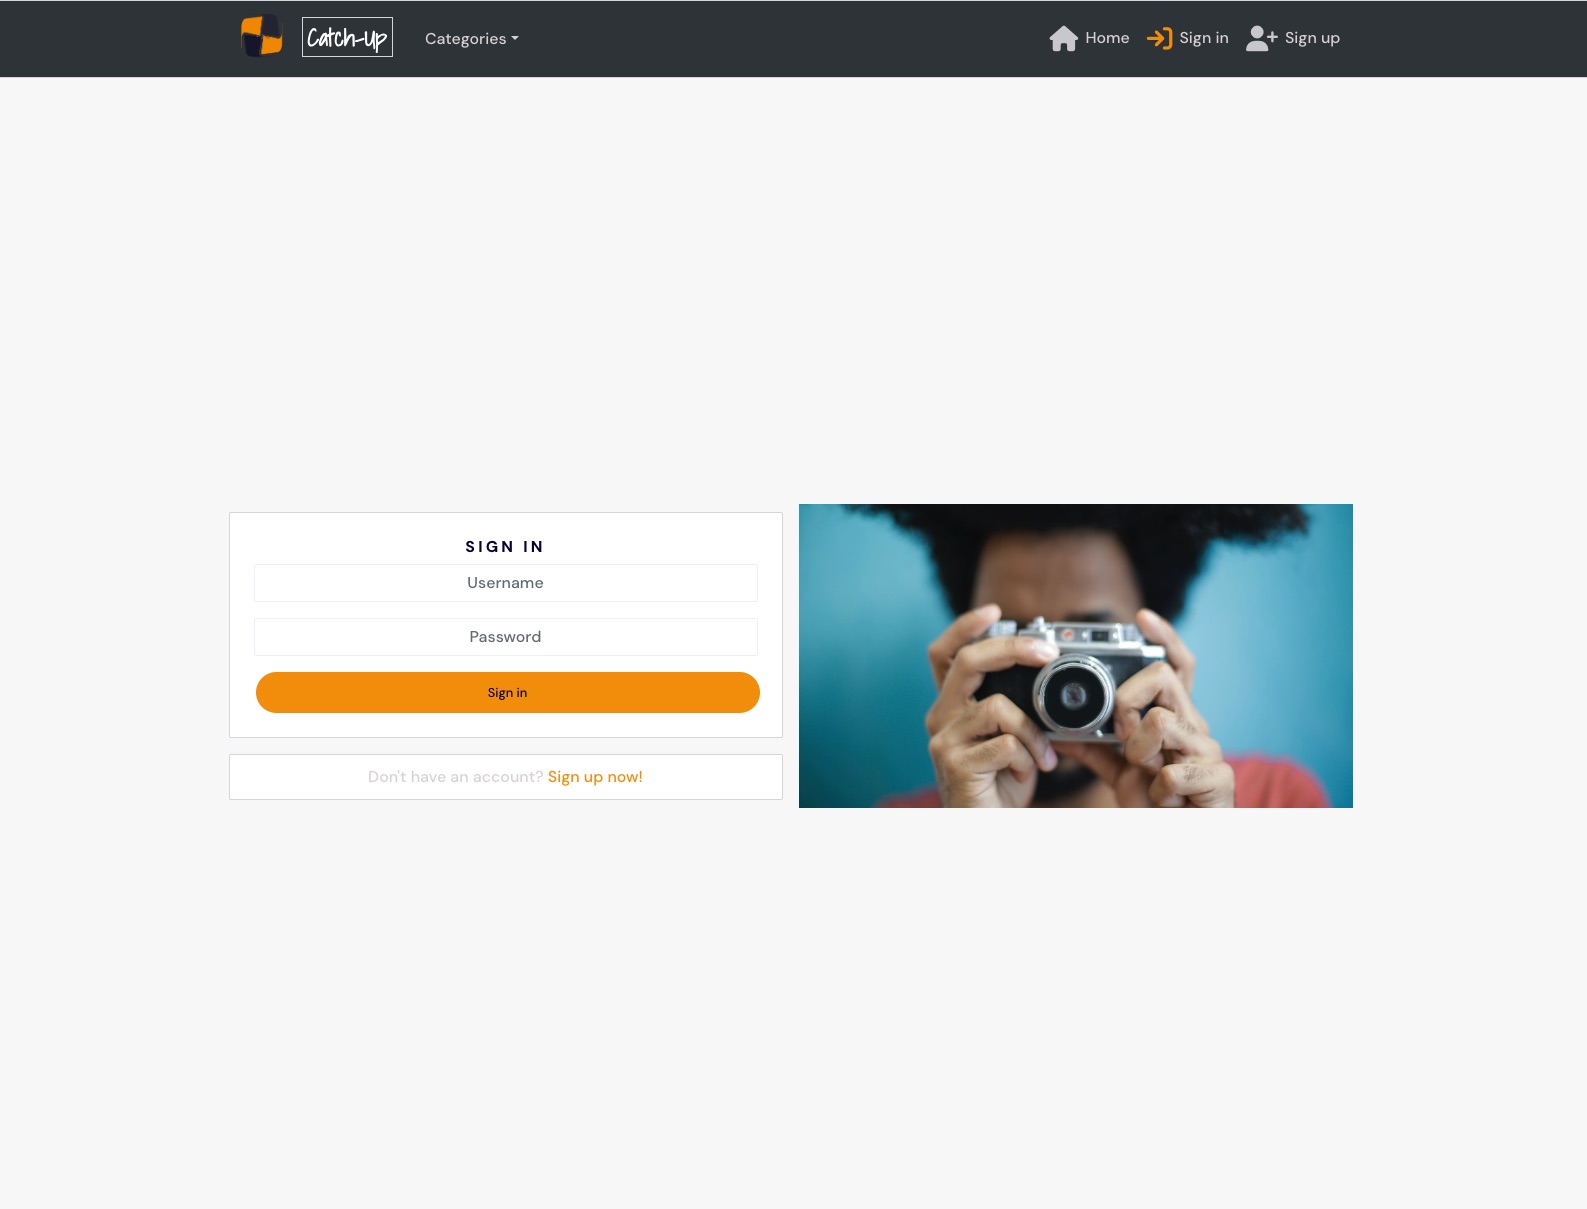 Catch-Up
Categories
Home
Sign in
Sign up
SIGN IN
Username
Password
Sign in
Don't have an account? Sign up now!